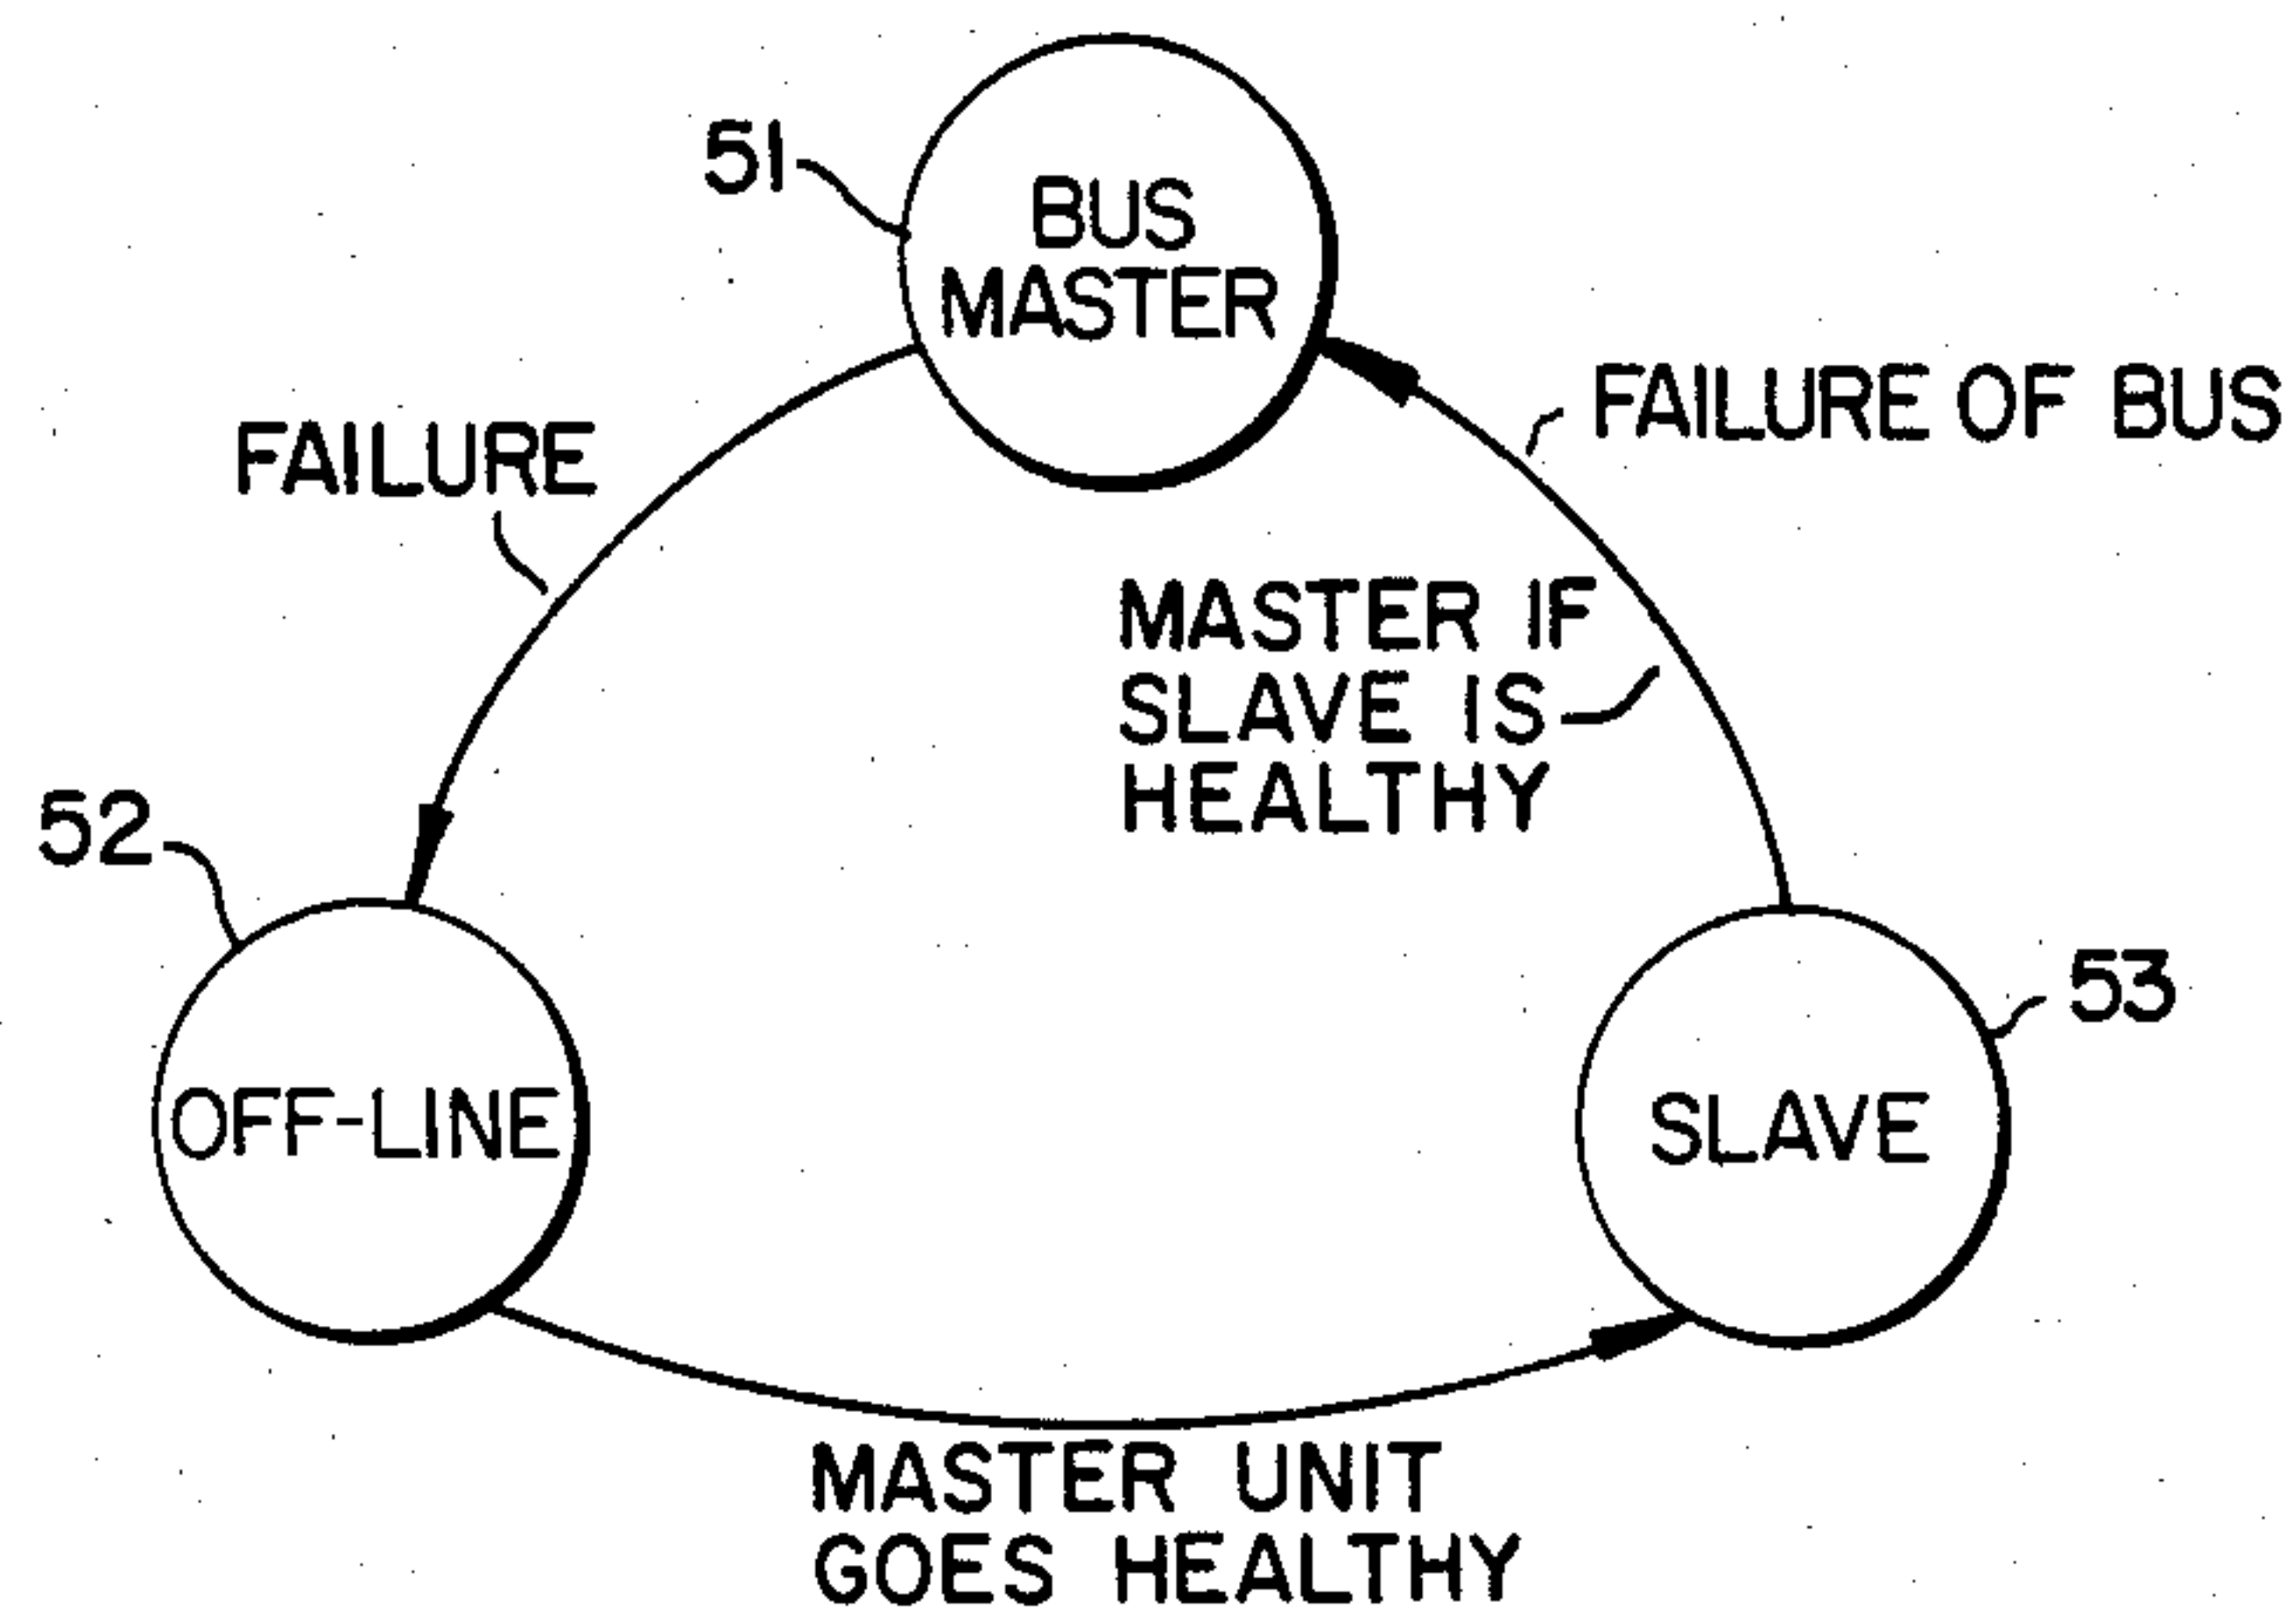 51
BUS
MASTER
FAILURE OF BUS
FAILURE
MASTER IF
SLAVE IS
HEALTHY
52
53
OFF-LINE
SLAVE
MASTER UNIT
GOES HEALTHY